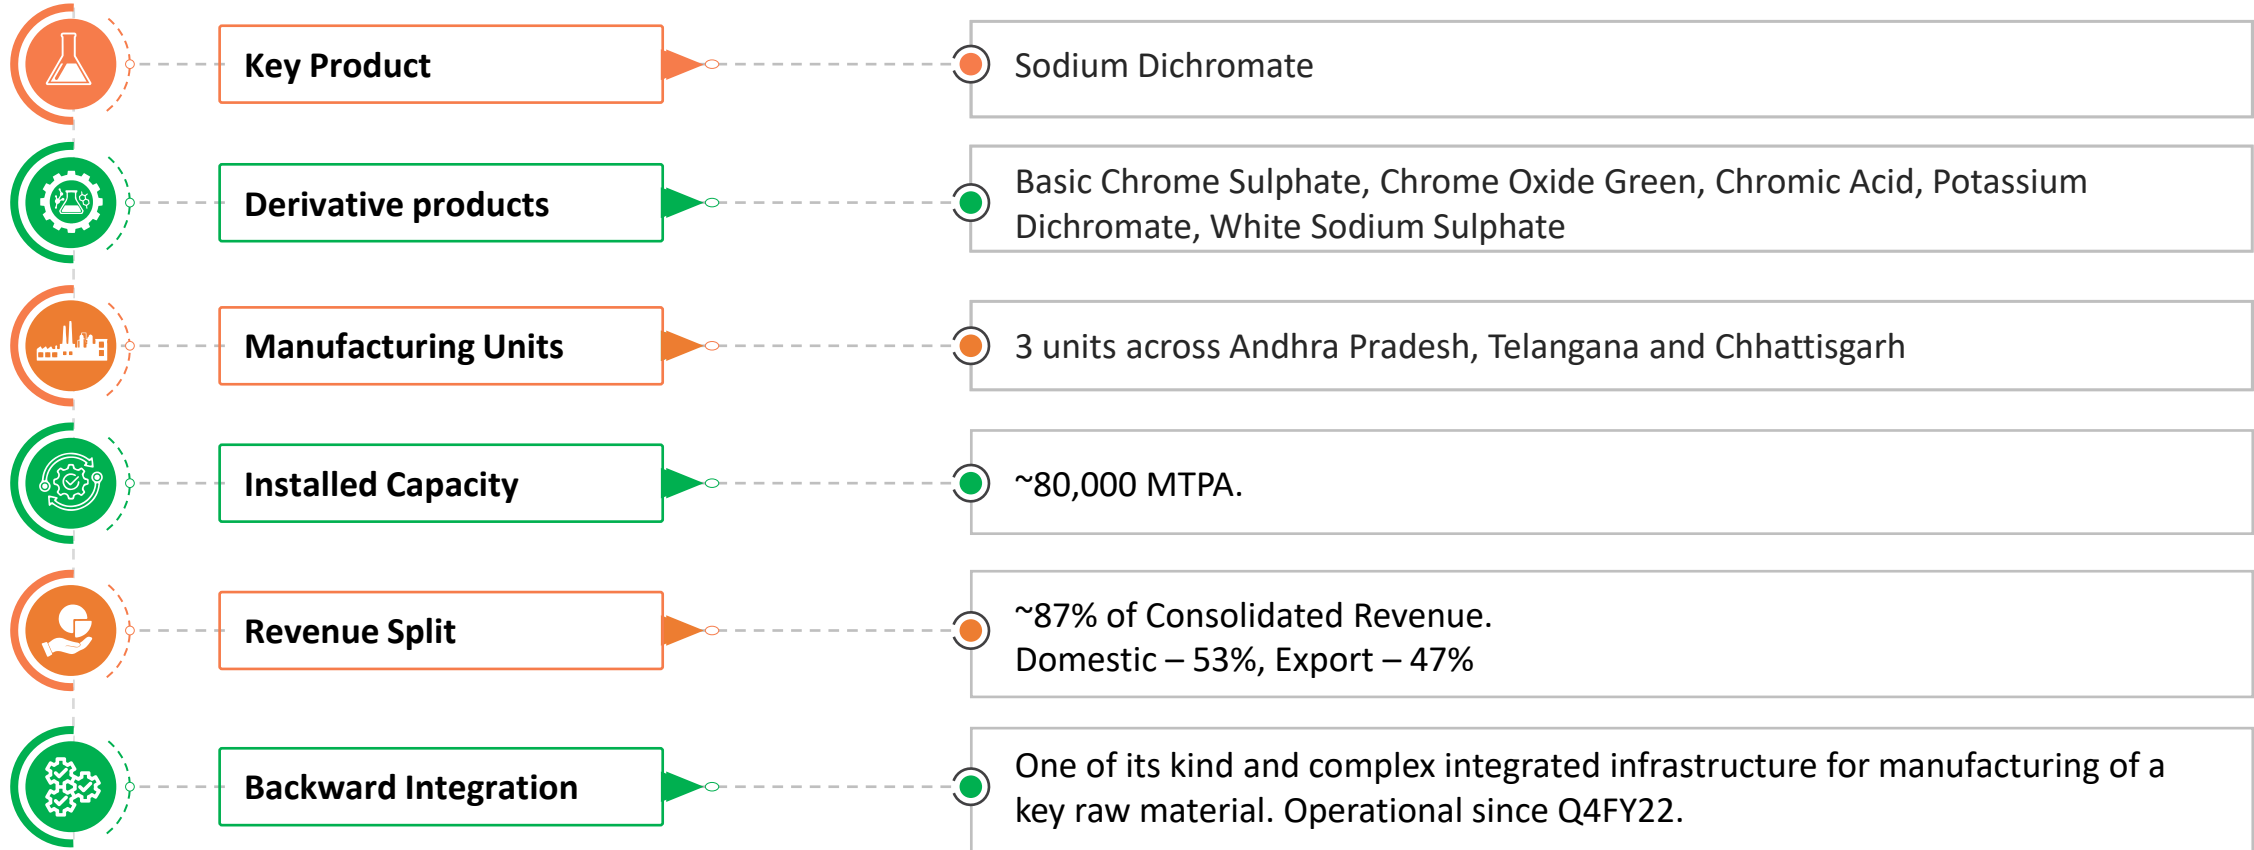 Key Product
Sodium Dichromate
Derivative products
Basic Chrome Sulphate, Chrome Oxide Green, Chromic Acid, Potassium
Dichromate, White Sodium Sulphate
Manufacturing Units
3 units across Andhra Pradesh, Telangana and Chhattisgarh
Installed Capacity
~80,000 MTPA.
Revenue Split
~87% of Consolidated Revenue.
Domestic – 53%, Export – 47%
Backward Integration
One of its kind and complex integrated infrastructure for manufacturing of a
key raw material. Operational since Q4FY22.